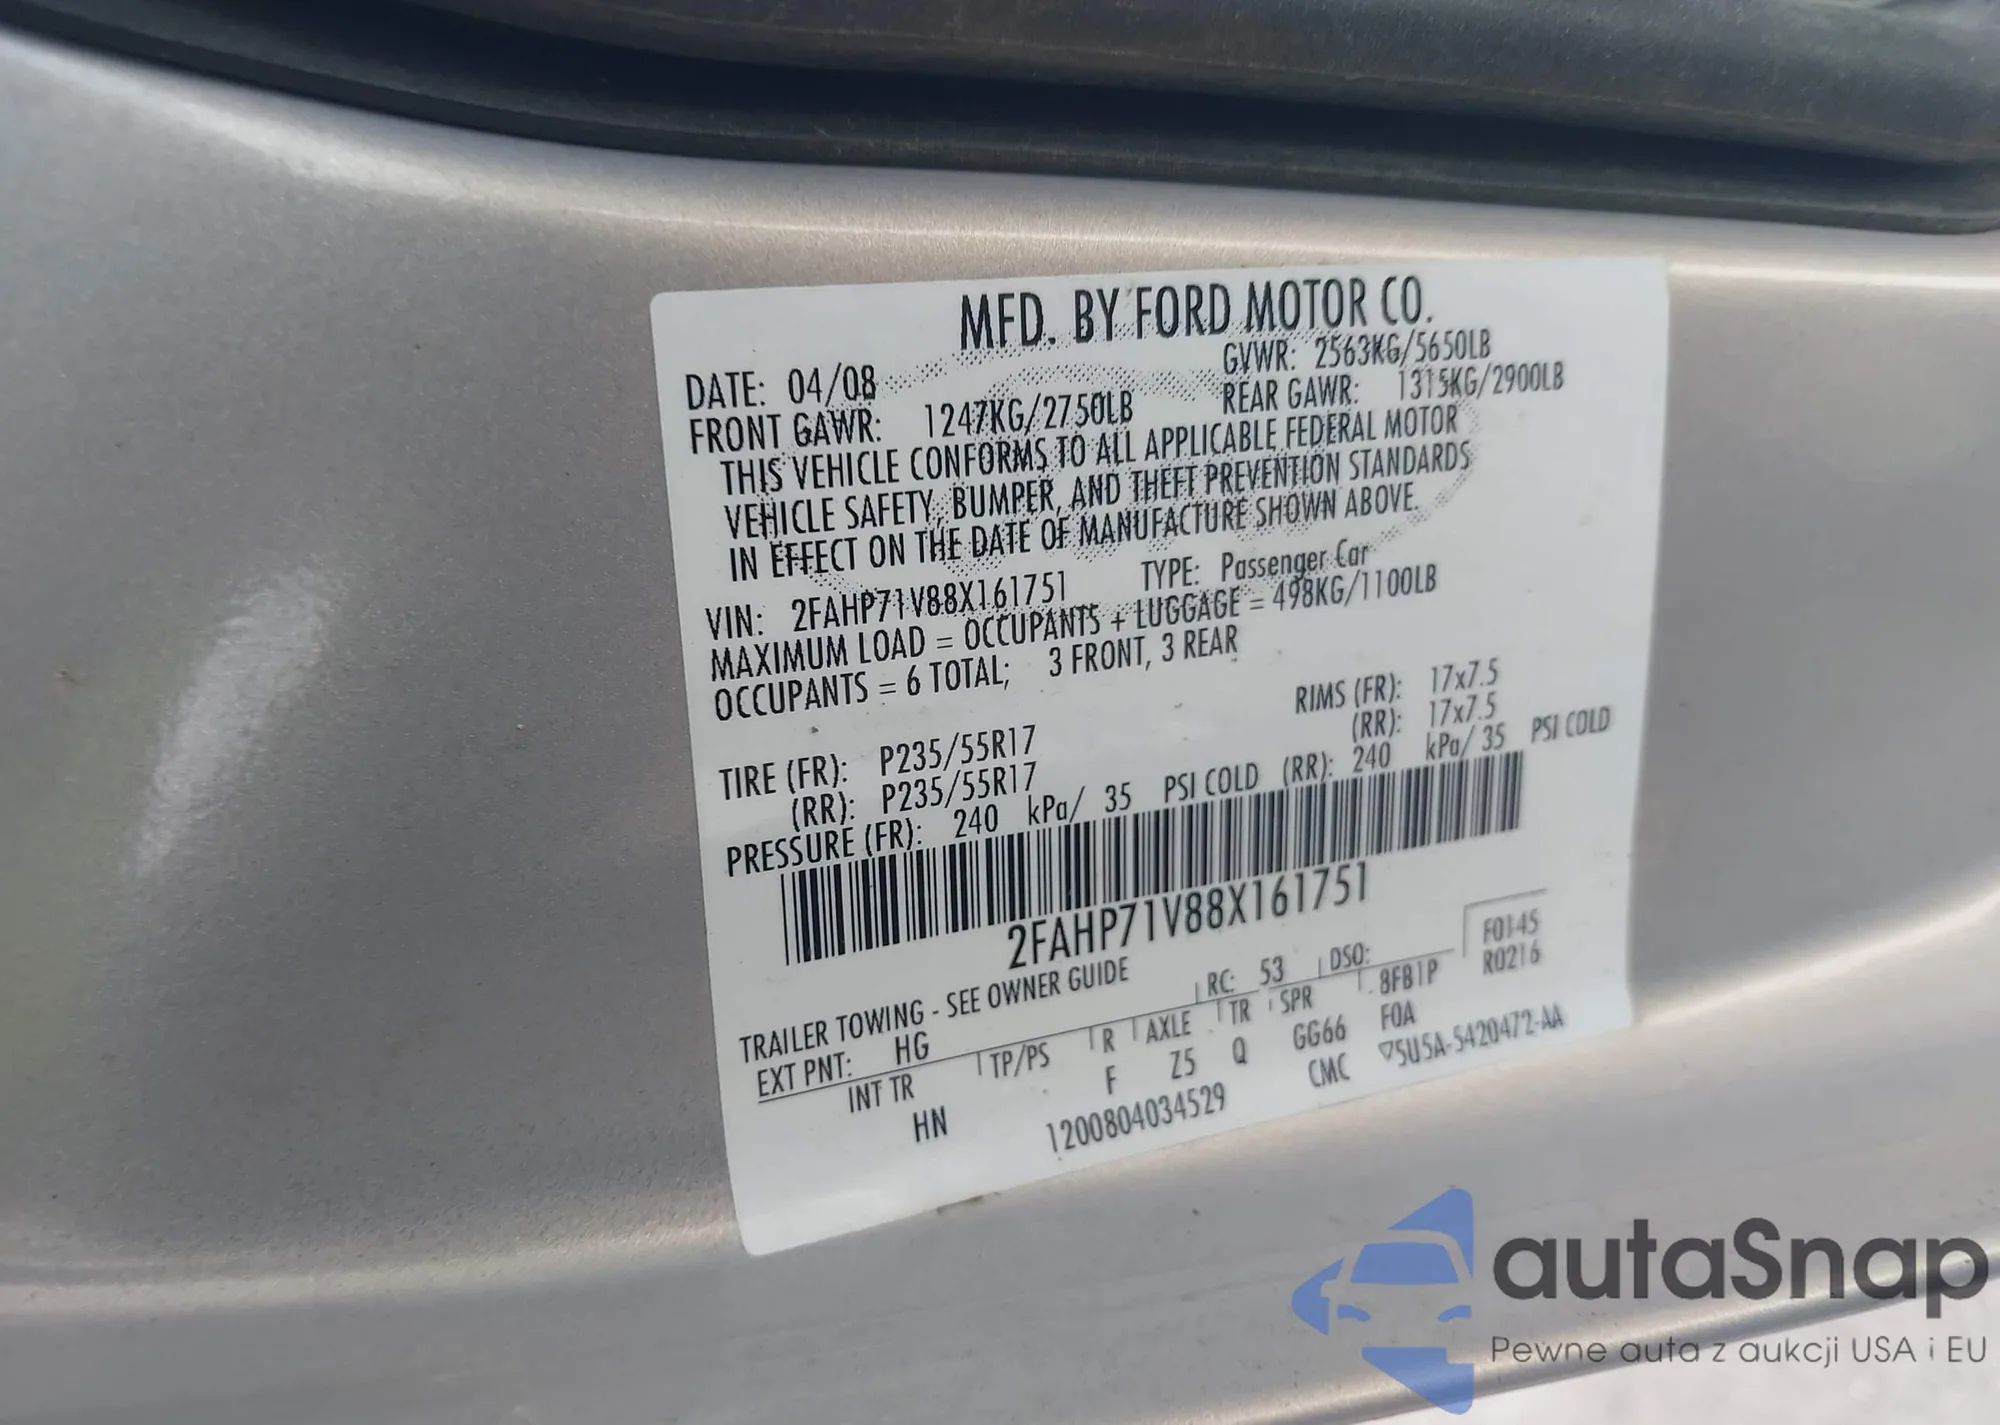 MFD. BY FORD MOTOR CO.
DATE: 04/08 GVWR: 2563KG/5650LB
FRONT GAWR: 1247KG/2750LB REAR GAWR: 1315KG/2900LB
THIS VEHICLE CONFORMS TO ALL APPLICABLE FEDERAL MOTOR
VEHICLE SAFETY, BUMPER, AND THEFT PREVENTION STANDARDS
IN EFFECT ON THE DATE OF MANUFACTURE SHOWN ABOVE.
VIN: 2FAHP71V88X161751 TYPE: Passenger Car
MAXIMUM LOAD = OCCUPANTS + LUGGAGE = 498KG/1100LB
OCCUPANTS = 6 TOTAL; 3 FRONT, 3 REAR
TIRE (FR): P235/55R17 RIMS (FR): 17x7.5
(RR): P235/55R17 (RR): 17x7.5
PRESSURE (FR): 240 kPa/ 35 PSI COLD (RR): 240 kPa/ 35 PSI COLD
2FAHP71V88X161751
TRAILER TOWING - SEE OWNER GUIDE
F0145
R0216
EXT PNT: HG RC: 53 DSO:
INT TR TP/PS R AXLE TR SPR 8FB1P
HN F Z5 Q GG66 FOA
1200804034529 CMC ▽5U5A-5420472-AA
autaSnap
Pewne auta z aukcji USA i EU